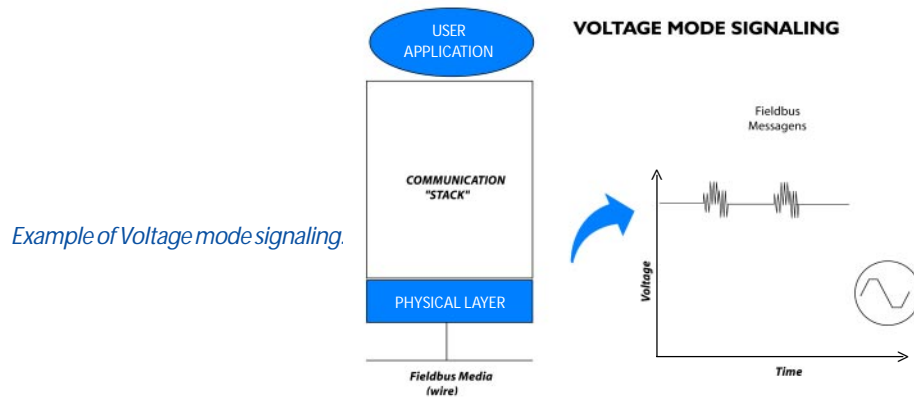 USER
APPLICATION
VOLTAGE MODE SIGNALING
Fieldbus
Messagens
COMMUNICATION
"STACK"
Example of Voltage mode signaling.
Voltage
PHYSICAL LAYER
Time
Fieldbus Media
(wire)